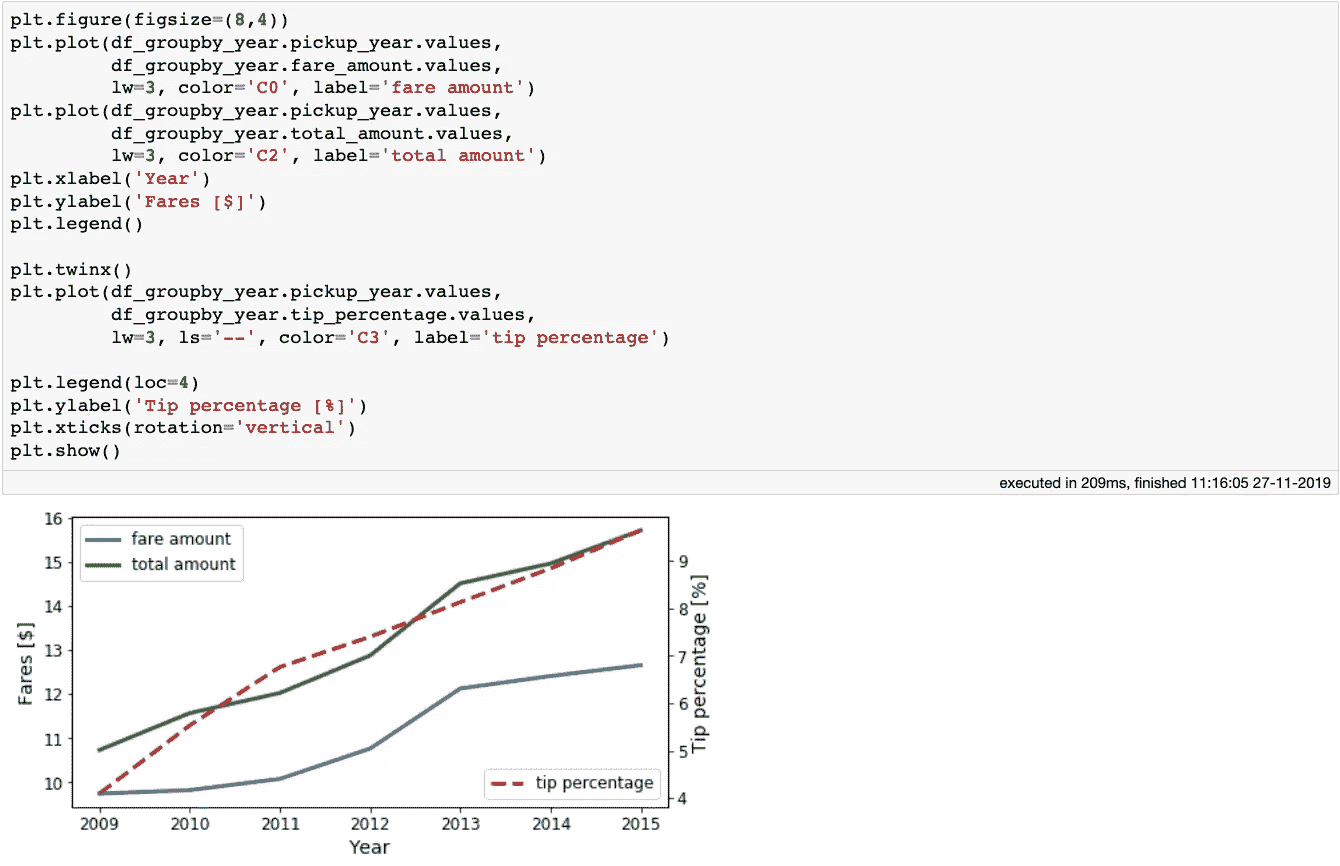 plt.figure(figsize=(8,4))
plt.plot(df_groupby_year.pickup_year.values,
         df_groupby_year.fare_amount.values,
         lw=3, color='C0', label='fare amount')
plt.plot(df_groupby_year.pickup_year.values,
         df_groupby_year.total_amount.values,
         lw=3, color='C2', label='total amount')
plt.xlabel('Year')
plt.ylabel('Fares [$]')
plt.legend()

plt.twinx()
plt.plot(df_groupby_year.pickup_year.values,
         df_groupby_year.tip_percentage.values,
         lw=3, ls='--', color='C3', label='tip percentage')

plt.legend(loc=4)
plt.ylabel('Tip percentage [%]')
plt.xticks(rotation='vertical')
plt.show()
executed in 209ms, finished 11:16:05 27-11-2019
fare amount
total amount
16
15
14
13
12
11
10
Fares [$]
9
8
7
6
5
4
Tip percentage [%]
tip percentage
2009 2010 2011 2012 2013 2014 2015
Year